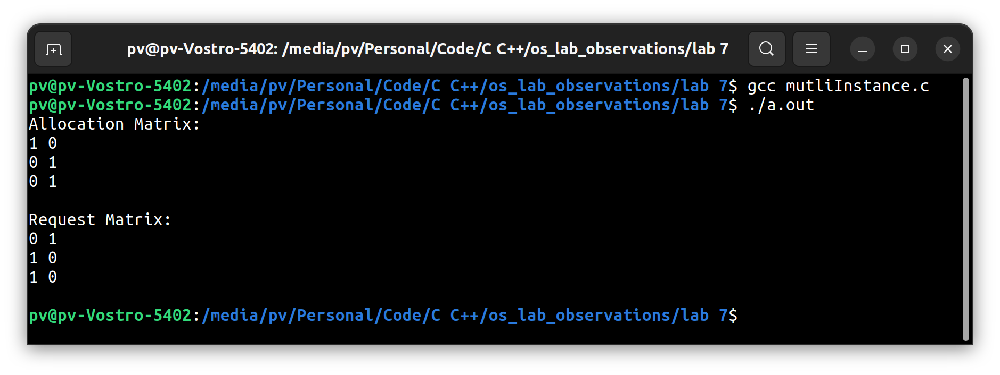 pv@pv-Vostro-5402: /media/pv/Personal/Code/C C++/os_lab_observations/lab 7
pv@pv-Vostro-5402:/media/pv/Personal/Code/C C++/os_lab_observations/lab 7$ gcc mutliInstance.c
pv@pv-Vostro-5402:/media/pv/Personal/Code/C C++/os_lab_observations/lab 7$ ./a.out
Allocation Matrix:
1 0
0 1
0 1
Request Matrix:
0 1
1 0
1 0
pv@pv-Vostro-5402:/media/pv/Personal/Code/C C++/os_lab_observations/lab 7$